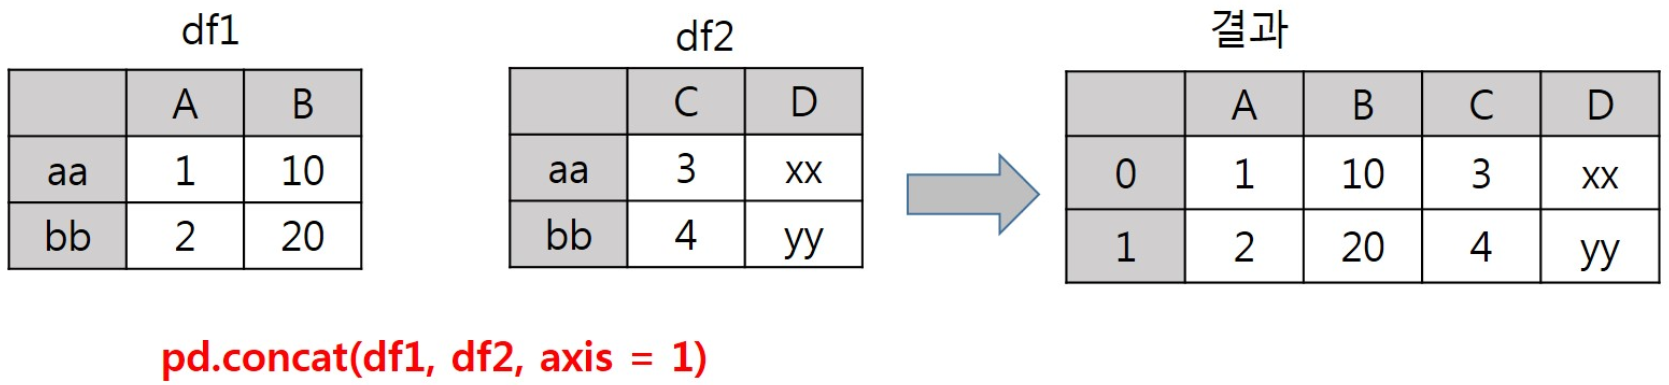 df1
A B
aa 1 10
bb 2 20
df2
C D
aa 3 xx
bb 4 yy
결과
A B C D
0 1 10 3 xx
1 2 20 4 yy
pd.concat(df1, df2, axis = 1)